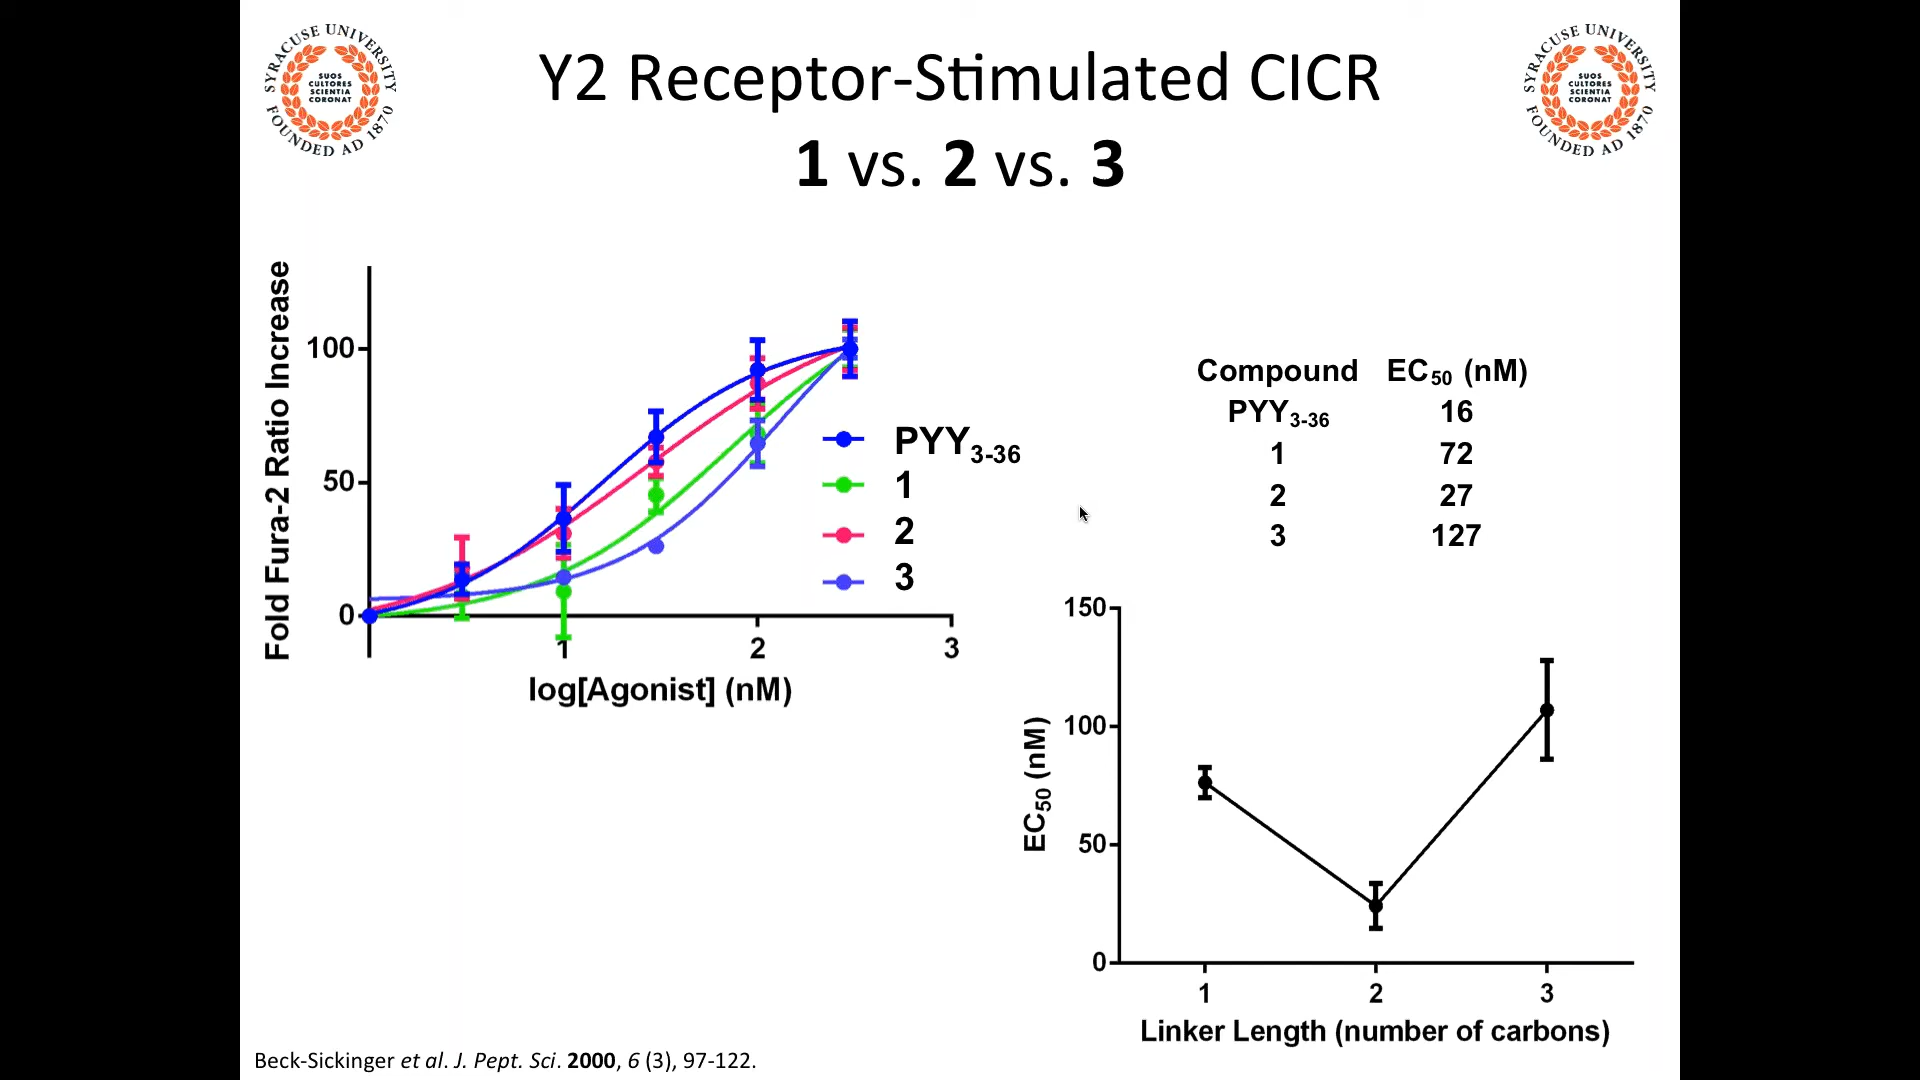 SYRACUSE UNIVERSITY
FOUNDED AD 1870
SUOS
CULTORES
SCIENTIA
CORONAT
Y2 Receptor-Stimulated CICR
1 vs. 2 vs. 3
SYRACUSE UNIVERSITY
FOUNDED AD 1870
SUOS
CULTORES
SCIENTIA
CORONAT
Fold Fura-2 Ratio Increase
100
50
0
1
2
3
log[Agonist] (nM)
PYY3-36
1
2
3
Compound EC50 (nM)
PYY3-36 16
1 72
2 27
3 127
EC50 (nM)
150
100
50
0
1 2 3
Linker Length (number of carbons)
Beck-Sickinger et al. J. Pept. Sci. 2000, 6 (3), 97-122.